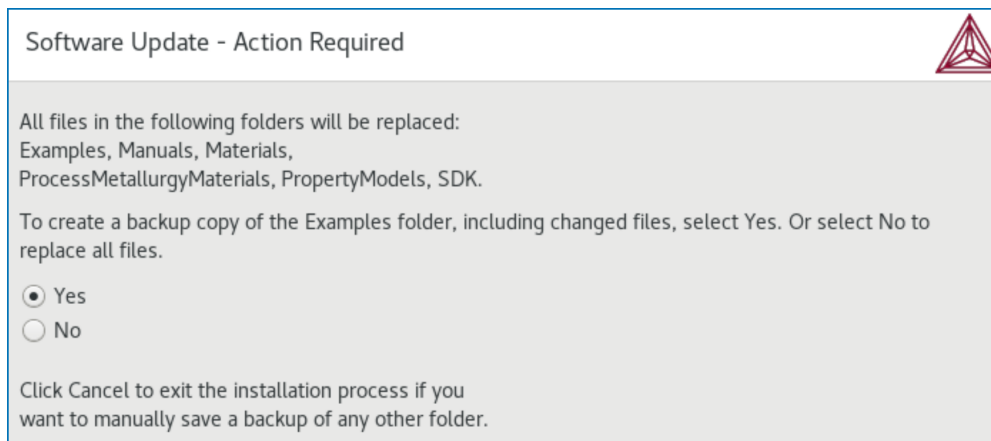 Software Update - Action Required
All files in the following folders will be replaced:
Examples, Manuals, Materials,
ProcessMetallurgyMaterials, PropertyModels, SDK.
To create a backup copy of the Examples folder, including changed files, select Yes. Or select No to
replace all files.
Yes
No
Click Cancel to exit the installation process if you
want to manually save a backup of any other folder.